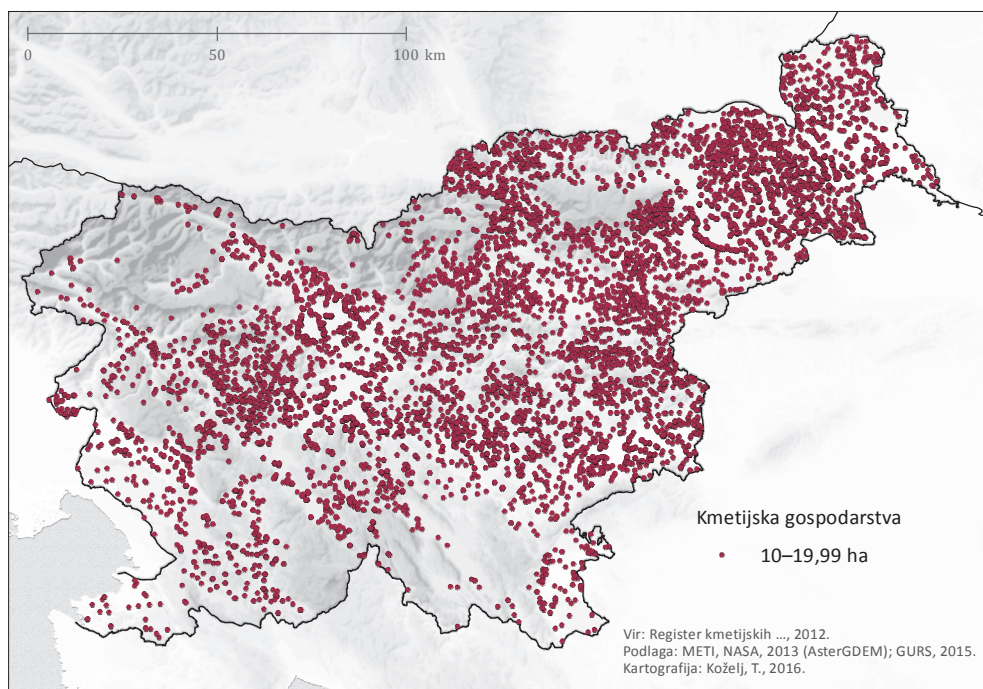 0 50 100 km
Kmetijska gospodarstva
10–19,99 ha
Vir: Register kmetijskih ..., 2012.
Podlaga: METI, NASA, 2013 (AsterGDEM); GURS, 2015.
Kartografija: Koželj, T., 2016.